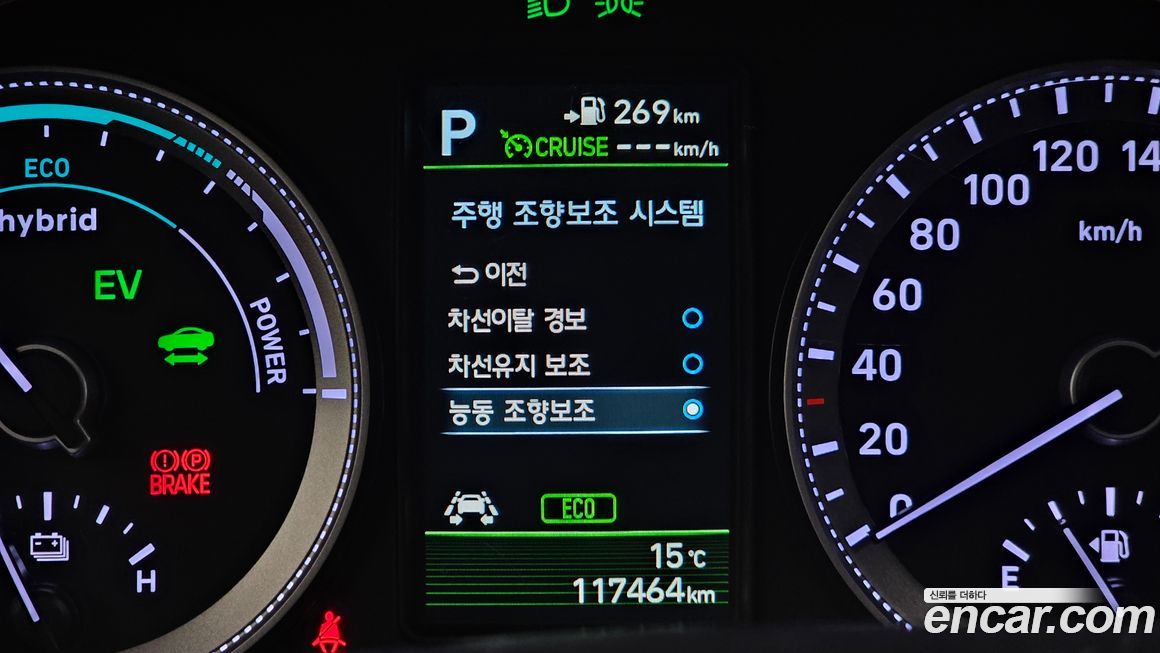 P
269km
CRUISE ---km/h
주행 조향보조 시스템
이전
차선이탈 경보
차선유지 보조
능동 조향보조
ECO
15℃
117464km
ECO
hybrid
EV
POWER
BRAKE
H
0
20
40
60
80
100
120
14
km/h
E
신뢰를 더하다
encar.com